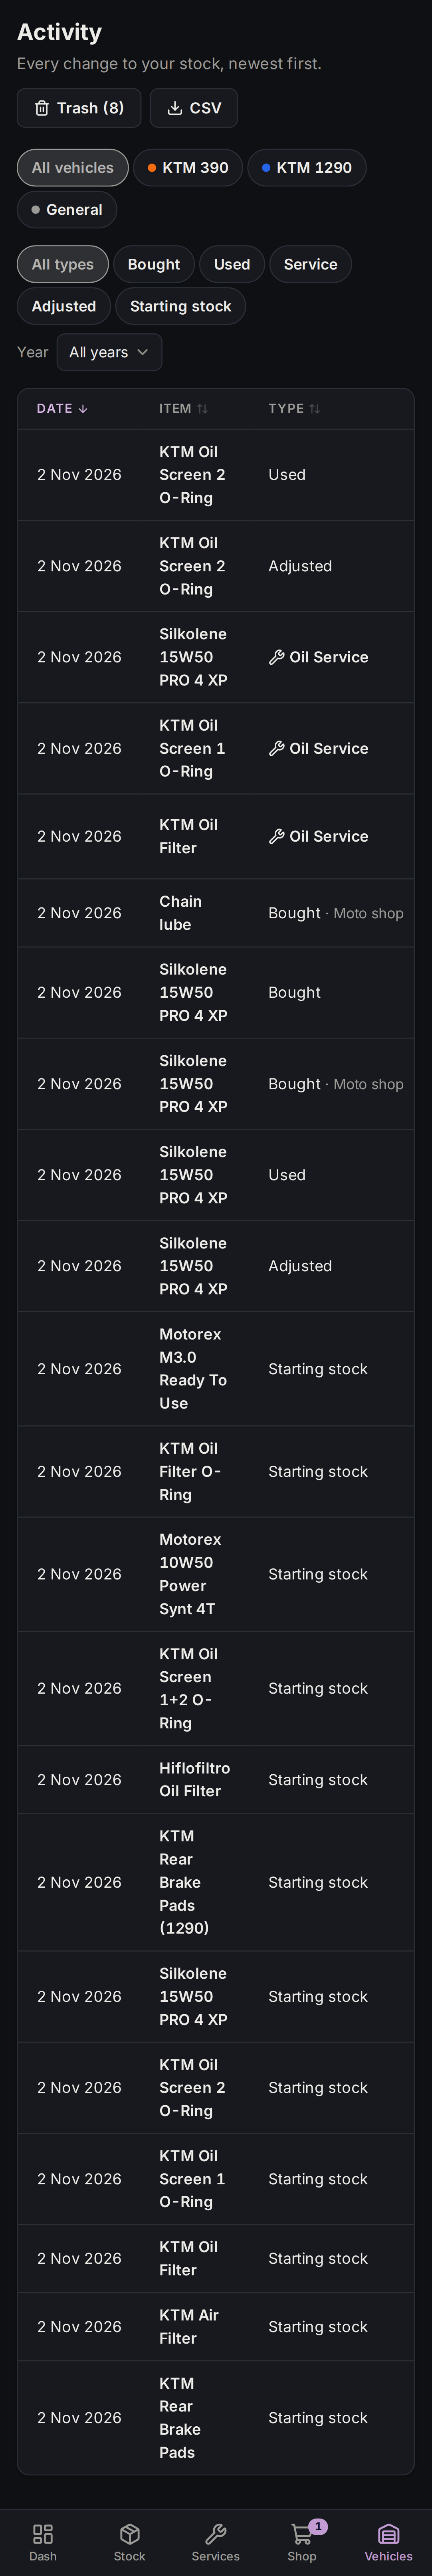 Activity
Every change to your stock, newest first.
Trash (8)
CSV
All vehicles
KTM 390
KTM 1290
General
All types
Bought
Used
Service
Adjusted
Starting stock
Year
All years
DATE
ITEM
TYPE
2 Nov 2026
KTM Oil
Screen 2
O-Ring
Used
2 Nov 2026
KTM Oil
Screen 2
O-Ring
Adjusted
2 Nov 2026
Silkolene
15W50
PRO 4 XP
Oil Service
2 Nov 2026
KTM Oil
Screen 1
O-Ring
Oil Service
2 Nov 2026
KTM Oil
Filter
Oil Service
2 Nov 2026
Chain
lube
Bought · Moto shop
2 Nov 2026
Silkolene
15W50
PRO 4 XP
Bought
2 Nov 2026
Silkolene
15W50
PRO 4 XP
Bought · Moto shop
2 Nov 2026
Silkolene
15W50
PRO 4 XP
Used
2 Nov 2026
Silkolene
15W50
PRO 4 XP
Adjusted
2 Nov 2026
Motorex
M3.0
Ready To
Use
Starting stock
2 Nov 2026
KTM Oil
Filter O-
Ring
Starting stock
2 Nov 2026
Motorex
10W50
Power
Synt 4T
Starting stock
2 Nov 2026
KTM Oil
Screen
1+2 O-
Ring
Starting stock
2 Nov 2026
Hiflofiltro
Oil Filter
Starting stock
2 Nov 2026
KTM
Rear
Brake
Pads
(1290)
Starting stock
2 Nov 2026
Silkolene
15W50
PRO 4 XP
Starting stock
2 Nov 2026
KTM Oil
Screen 2
O-Ring
Starting stock
2 Nov 2026
KTM Oil
Screen 1
O-Ring
Starting stock
2 Nov 2026
KTM Oil
Filter
Starting stock
2 Nov 2026
KTM Air
Filter
Starting stock
2 Nov 2026
KTM
Rear
Brake
Pads
Starting stock
1
Dash
Stock
Services
Shop
Vehicles